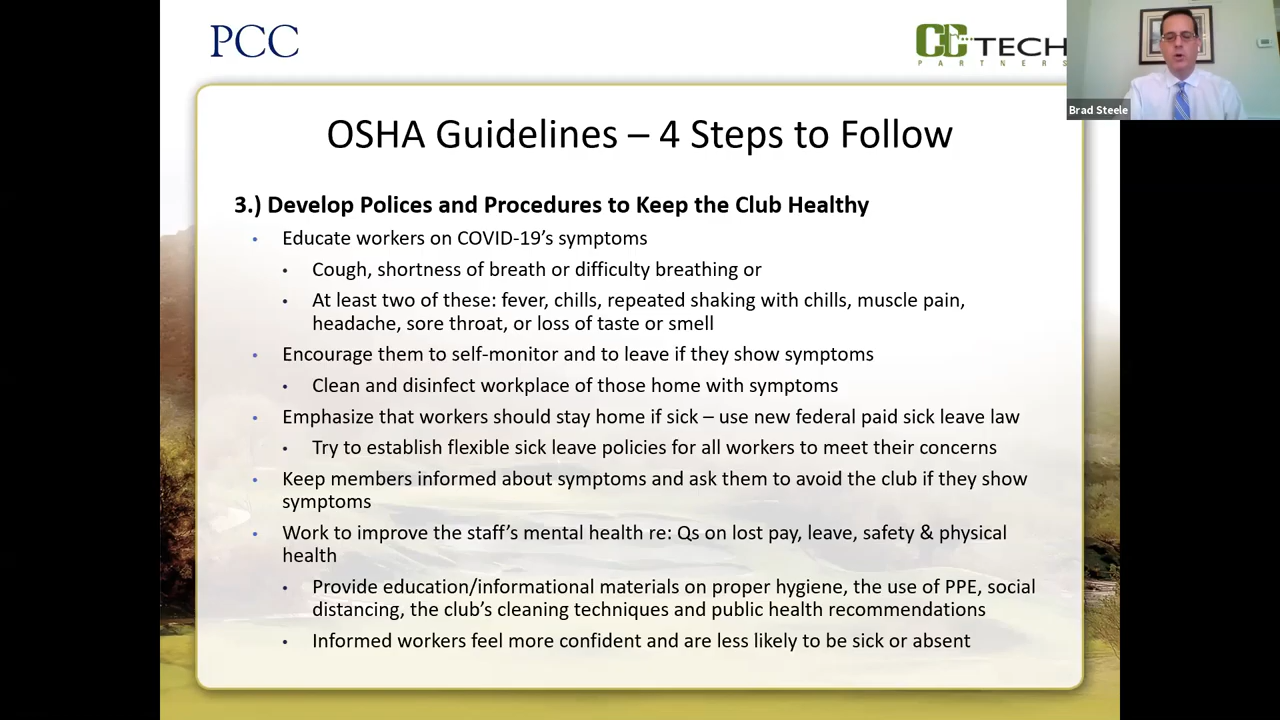 PCC
CC TECH
PARTNERS
Brad Steele
OSHA Guidelines – 4 Steps to Follow
3.) Develop Polices and Procedures to Keep the Club Healthy
• Educate workers on COVID-19’s symptoms
• Cough, shortness of breath or difficulty breathing or
• At least two of these: fever, chills, repeated shaking with chills, muscle pain,
headache, sore throat, or loss of taste or smell
• Encourage them to self-monitor and to leave if they show symptoms
• Clean and disinfect workplace of those home with symptoms
• Emphasize that workers should stay home if sick – use new federal paid sick leave law
• Try to establish flexible sick leave policies for all workers to meet their concerns
• Keep members informed about symptoms and ask them to avoid the club if they show
symptoms
• Work to improve the staff’s mental health re: Qs on lost pay, leave, safety & physical
health
• Provide education/informational materials on proper hygiene, the use of PPE, social
distancing, the club’s cleaning techniques and public health recommendations
• Informed workers feel more confident and are less likely to be sick or absent